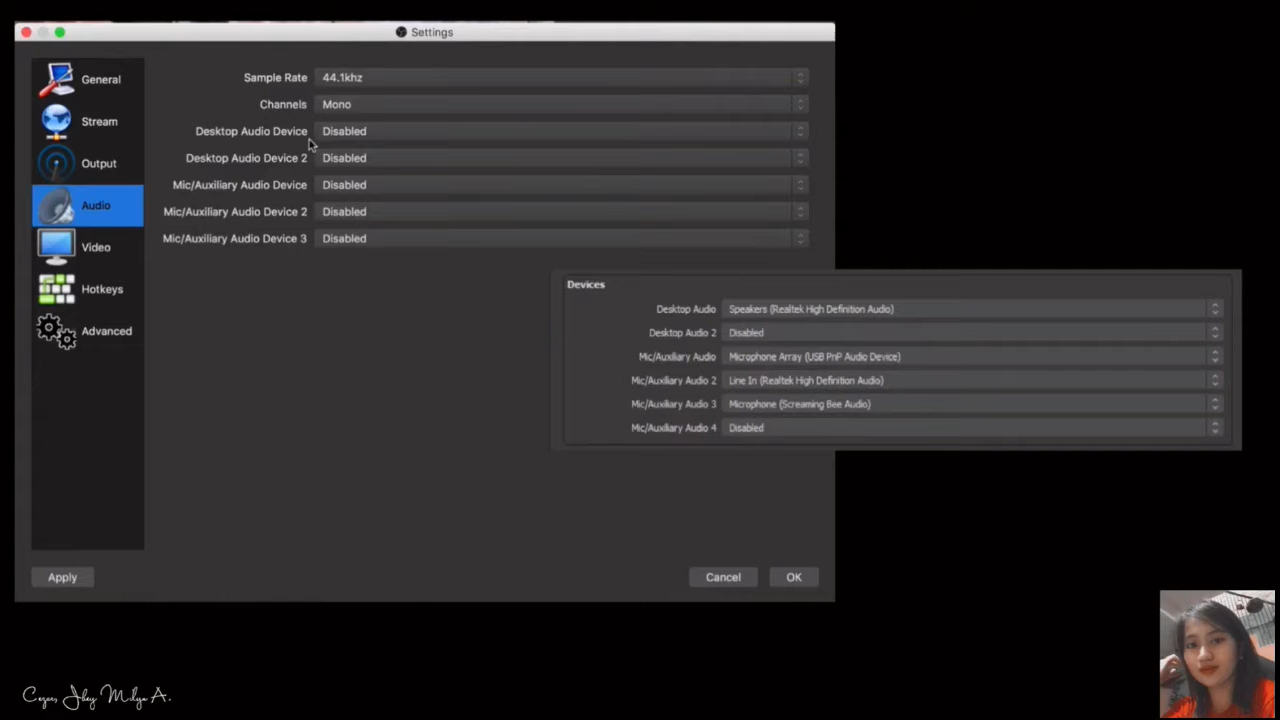 Settings
General
Stream
Output
Audio
Video
Hotkeys
Advanced
Sample Rate 44.1khz
Channels Mono
Desktop Audio Device Disabled
Desktop Audio Device 2 Disabled
Mic/Auxiliary Audio Device Disabled
Mic/Auxiliary Audio Device 2 Disabled
Mic/Auxiliary Audio Device 3 Disabled
Devices
Desktop Audio Speakers (Realtek High Definition Audio)
Desktop Audio 2 Disabled
Mic/Auxiliary Audio Microphone Array (USB PnP Audio Device)
Mic/Auxiliary Audio 2 Line In (Realtek High Definition Audio)
Mic/Auxiliary Audio 3 Microphone (Screaming Bee Audio)
Mic/Auxiliary Audio 4 Disabled
Apply Cancel OK
A.